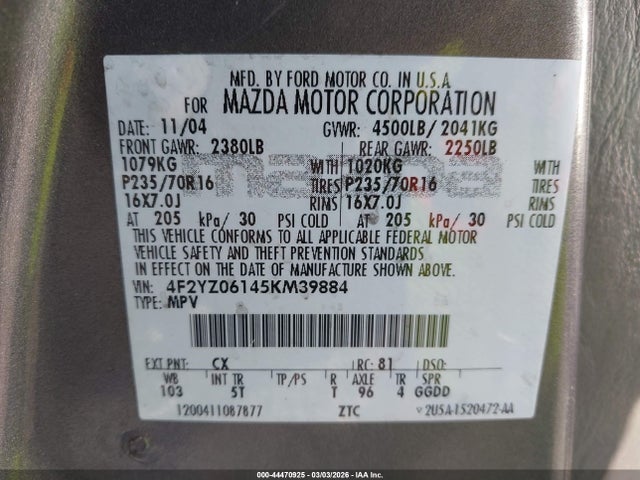 MFD. BY FORD MOTOR CO. IN U.S.A
FOR MAZDA MOTOR CORPORATION
DATE: 11/04 GVWR: 4500LB/ 2041KG
FRONT GAWR: 2380LB REAR GAWR: 2250LB
1079KG WITH 1020KG WITH
P235/70R16 TIRES P235/70R16 TIRES
16X7.0J RIMS 16X7.0J RIMS
AT 205 kPa/ 30 PSI COLD AT 205 kPa/ 30 PSI COLD
THIS VEHICLE CONFORMS TO ALL APPLICABLE FEDERAL MOTOR
VEHICLE SAFETY AND THEFT PREVENTION STANDARDS
IN EFFECT ON THE DATE OF MANUFACTURE SHOWN ABOVE.
VIN: 4F2YZ06145KM39884
TYPE: MPV
mazda
EXT PNT: CX RC: 81 DSO:
WB INT TR TP/PS R AXLE TR SPR
103 5T T 96 4 GGDD
1200411087877 ZTC 2U5A-1520472-AA
000-44470925 - 03/03/2026 - IAA Inc.